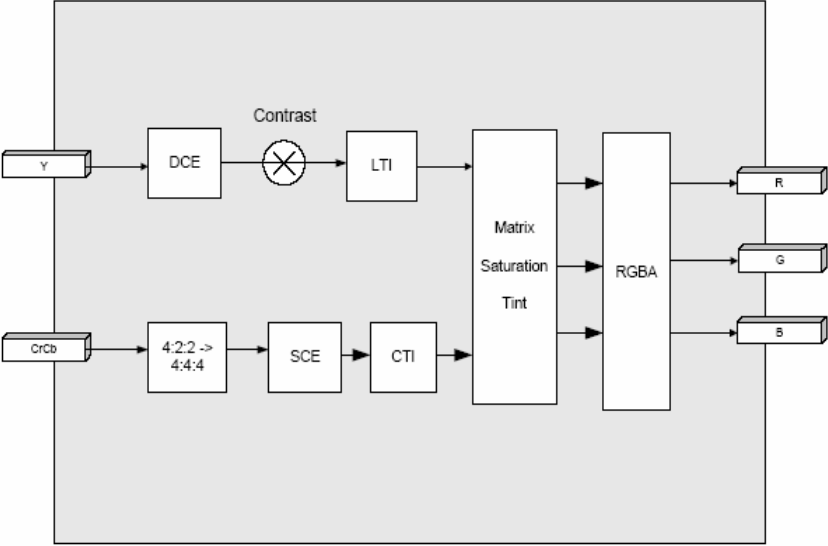 Contrast
Y
DCE
LTI
Matrix
Saturation
Tint
RGBA
R
G
B
CrCb
4:2:2 ->
4:4:4
SCE
CTI